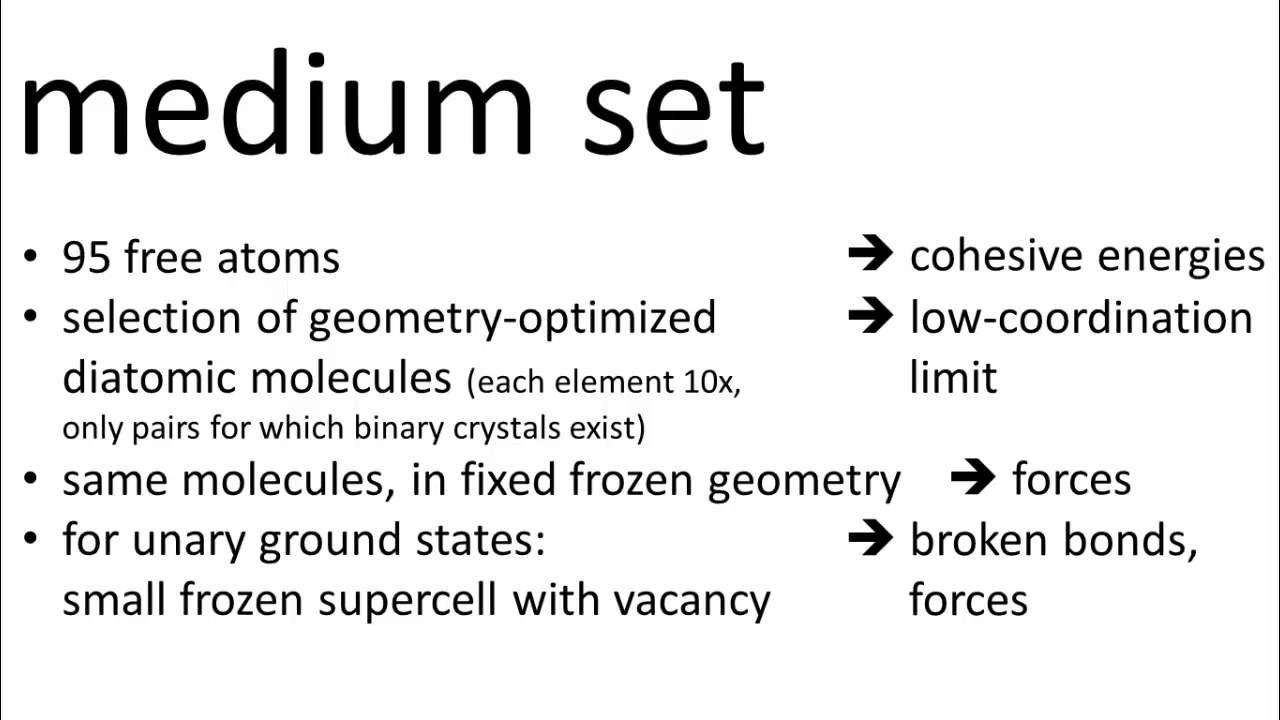 medium set
• 95 free atoms ➔ cohesive energies
• selection of geometry-optimized ➔ low-coordination
diatomic molecules (each element 10x, limit
only pairs for which binary crystals exist)
• same molecules, in fixed frozen geometry ➔ forces
• for unary ground states: ➔ broken bonds,
small frozen supercell with vacancy forces